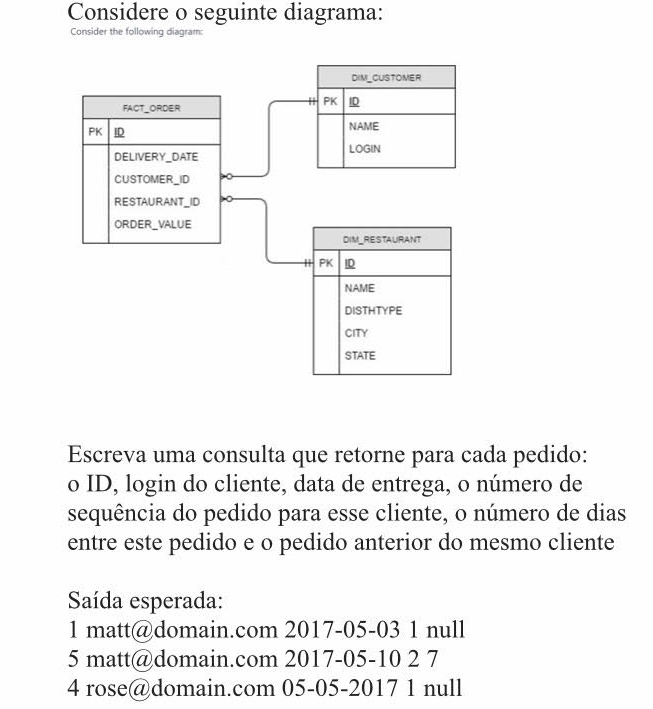 Considere o seguinte diagrama:
Consider the following diagram:
FACT_ORDER
PK ID
DELIVERY_DATE
CUSTOMER_ID
RESTAURANT_ID
ORDER_VALUE
DIM_CUSTOMER
PK ID
NAME
LOGIN
DIM_RESTAURANT
PK ID
NAME
DISTHTYPE
CITY
STATE
Escreva uma consulta que retorne para cada pedido:
o ID, login do cliente, data de entrega, o número de
sequência do pedido para esse cliente, o número de dias
entre este pedido e o pedido anterior do mesmo cliente
Saída esperada:
1 matt@domain.com 2017-05-03 1 null
5 matt@domain.com 2017-05-10 2 7
4 rose@domain.com 05-05-2017 1 null